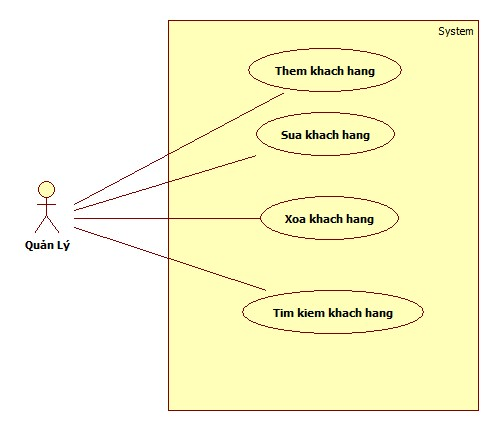 System
Them khach hang
Sua khach hang
Xoa khach hang
Quản Lý
Tim kiem khach hang